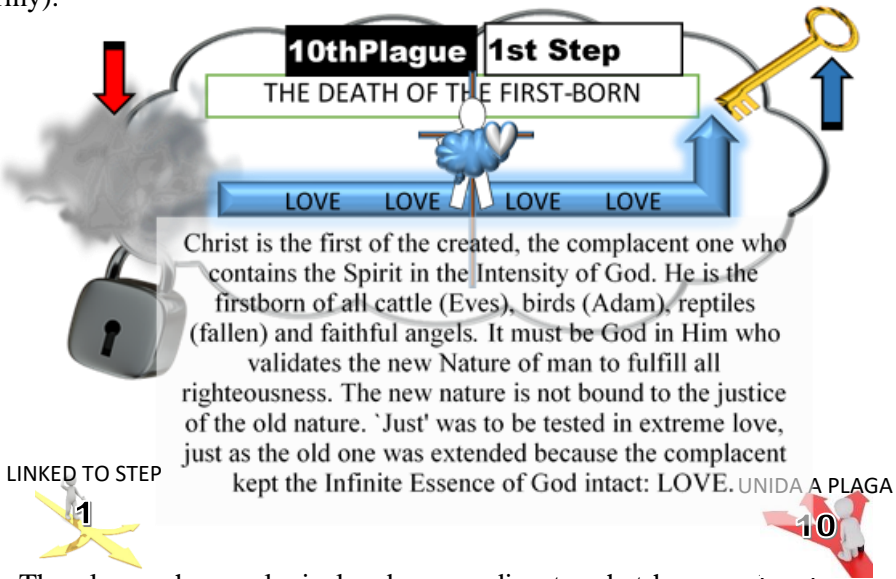 10thPlague 1st Step
THE DEATH OF THE FIRST-BORN
LOVE LOVE LOVE LOVE
Christ is the first of the created, the complacent one who
contains the Spirit in the Intensity of God. He is the
firstborn of all cattle (Eves), birds (Adam), reptiles
(fallen) and faithful angels. It must be God in Him who
validates the new Nature of man to fulfill all
righteousness. The new nature is not bound to the justice
of the old nature. `Just' was to be tested in extreme love,
just as the old one was extended because the complacent
kept the Infinite Essence of God intact: LOVE.
LINKED TO STEP
1
UNIDA A PLAGA
10